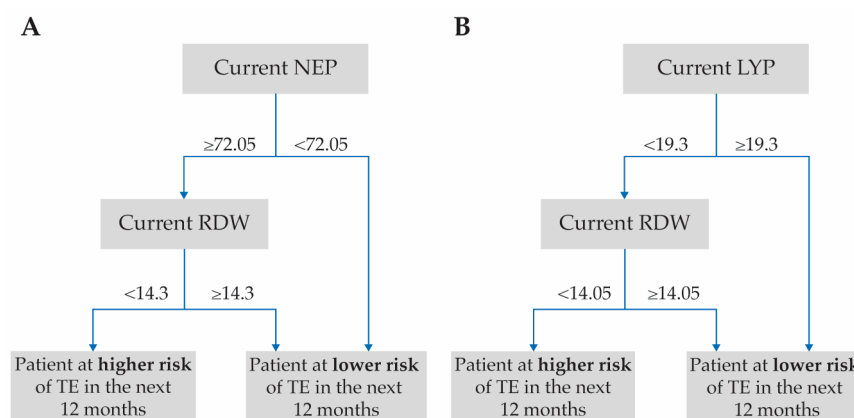 A
Current NEP
≥72.05
<72.05
Current RDW
<14.3
≥14.3
Patient at higher risk
of TE in the next
12 months
Patient at lower risk
of TE in the next
12 months
B
Current LYP
<19.3
≥19.3
Current RDW
<14.05
≥14.05
Patient at higher risk
of TE in the next
12 months
Patient at lower risk
of TE in the next
12 months